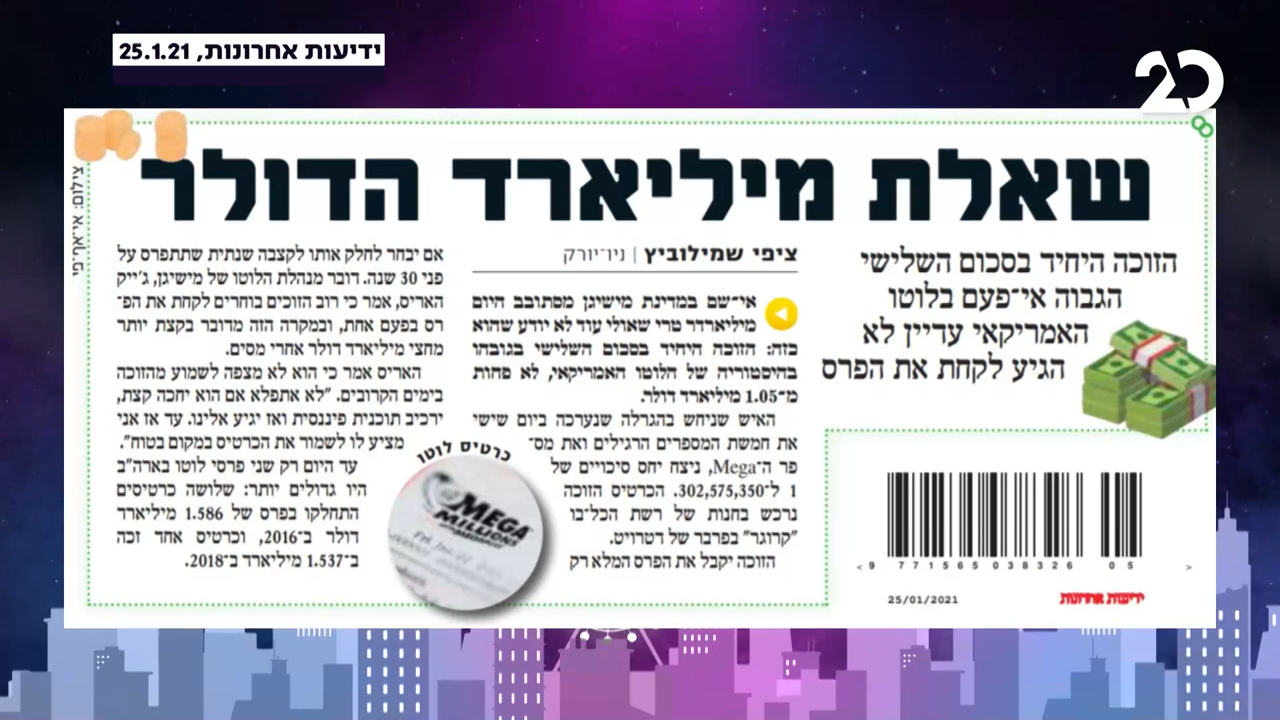 ידיעות אחרונות, 25.1.21
20
שאלת מיליארד הדולר
הזוכה היחיד בסכום השלישי
הגבוה אי־פעם בלוטו
האמריקאי עדיין לא
הגיע לקחת את הפרס
ציפי שמילוביץ | ניו־יורק
אי־שם במדינת מישיגן מסתובב היום
מיליארדר טרי שאולי עוד לא יודע שהוא
כזה: הזוכה היחיד בסכום השלישי בגובהו
בהיסטוריה של הלוטו האמריקאי, לא פחות
מ־1.05 מיליארד דולר.
האיש שניחש בהגרלה שנערכה ביום שישי
את חמשת המספרים הרגילים ואת מס־
פר ה־Mega, ניצח יחס סיכויים של
1 ל־302,575,350. הכרטיס הזוכה
נרכש בחנות של רשת הכל־בו
"קרוגר" בפרבר של דטרויט.
הזוכה יקבל את הפרס המלא רק
אם יבחר לחלק אותו לקצבה שנתית שתתפרס על
פני 30 שנה. דובר מנהלת הלוטו של מישיגן, ג'ייק
האריס, אמר כי רוב הזוכים בוחרים לקחת את הפ־
רס בפעם אחת, ובמקרה הזה מדובר בקצת יותר
מחצי מיליארד דולר אחרי מסים.
האריס אמר כי הוא לא מצפה לשמוע מהזוכה
בימים הקרובים. "לא אתפלא אם הוא יחכה קצת,
ירכיב תוכנית פיננסית ואז יגיע אלינו. עד אז אני
מציע לו לשמור את הכרטיס במקום בטוח".
עד היום רק שני פרסי לוטו בארה"ב
היו גדולים יותר: שלושה כרטיסים
התחלקו בפרס של 1.586 מיליארד
דולר ב־2016, וכרטיס אחד זכה
ב־1.537 מיליארד ב־2018.
כרטיס לוטו
MEGA
MILLIONS
צילום: אי־אף־פי
< 9 771565 038326 05 >
25/01/2021
ידיעות אחרונות